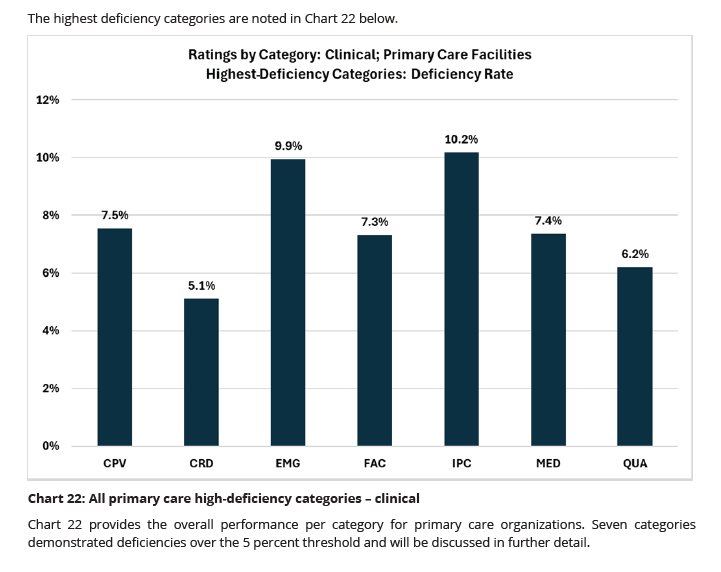 The highest deficiency categories are noted in Chart 22 below.
Ratings by Category: Clinical; Primary Care Facilities
Highest-Deficiency Categories: Deficiency Rate
12%
10%
8%
6%
4%
2%
0%
7.5%
5.1%
9.9%
7.3%
10.2%
7.4%
6.2%
CPV
CRD
EMG
FAC
IPC
MED
QUA
Chart 22: All primary care high-deficiency categories – clinical
Chart 22 provides the overall performance per category for primary care organizations. Seven categories
demonstrated deficiencies over the 5 percent threshold and will be discussed in further detail.